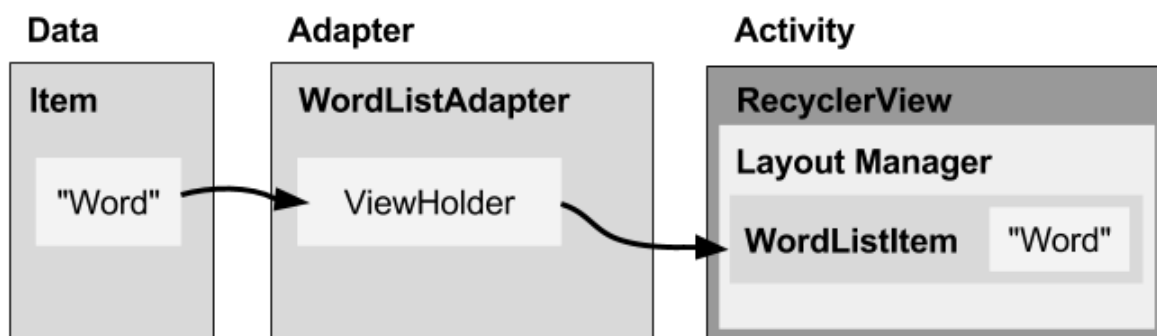 Data
Adapter
Activity
Item
WordListAdapter
RecyclerView
"Word"
ViewHolder
Layout Manager
WordListItem
"Word"